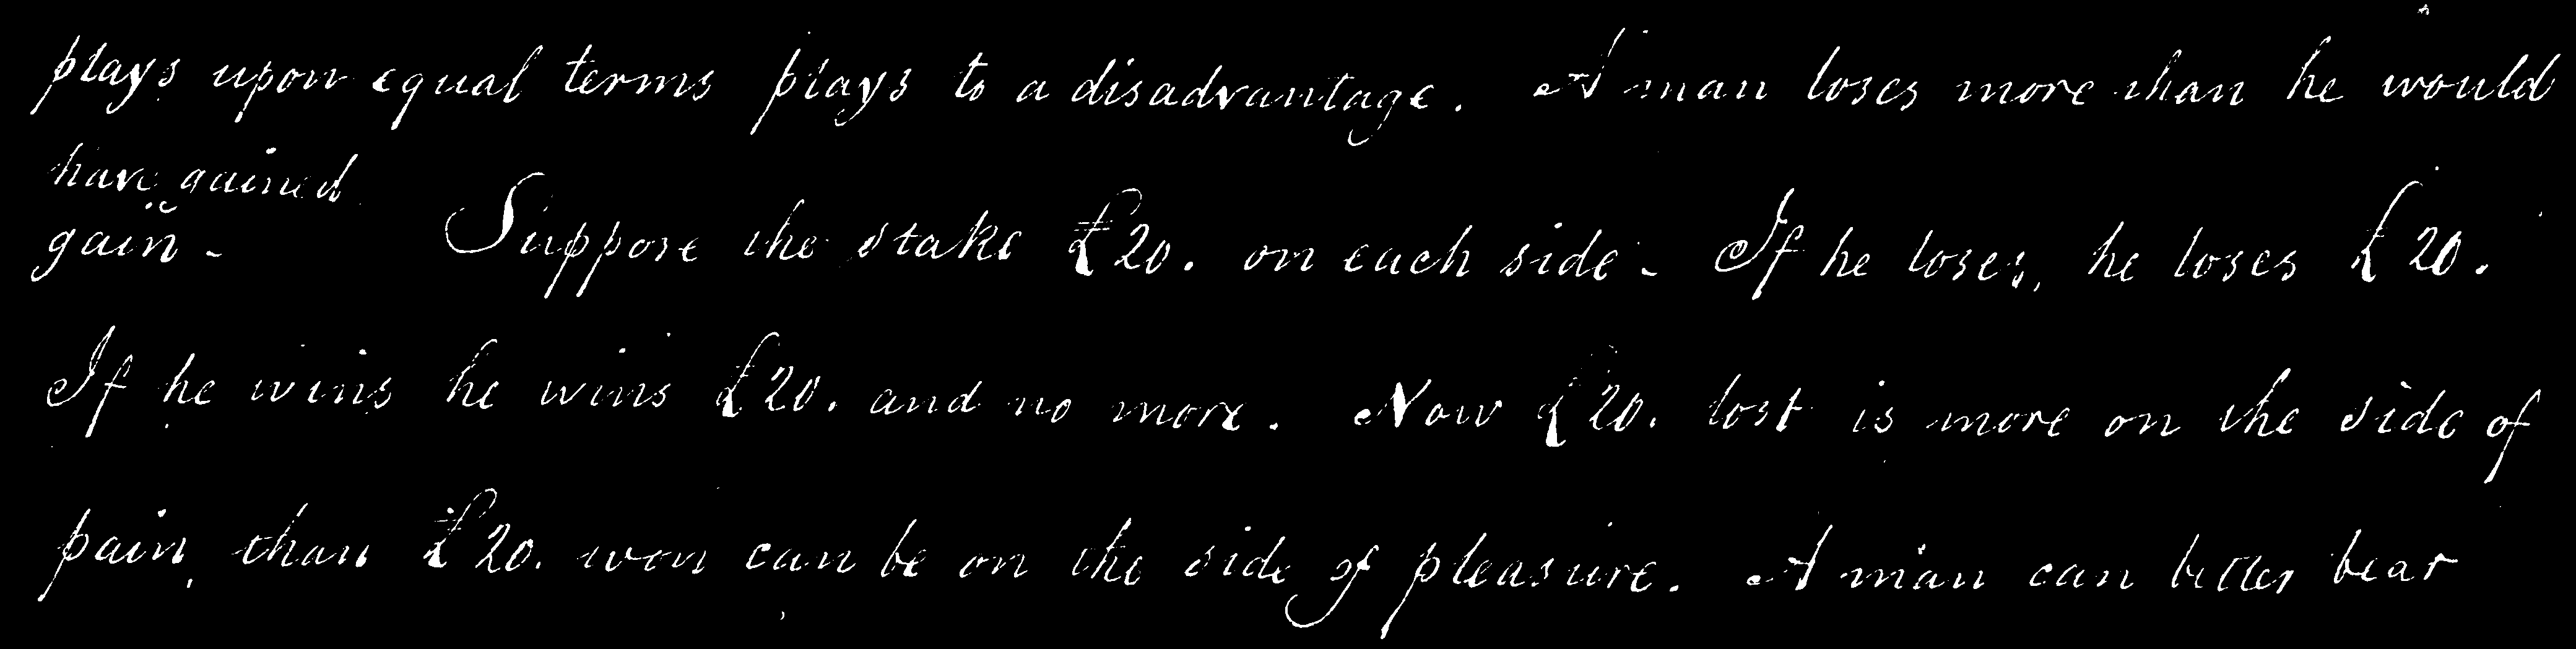 plays upon equal terms plays to a disadvantage. A man loses more than he would
have gained
gain - Suppose the stake £20. on each side - If he loses, he loses £20.
If he wins he wins £20. and no more. Now £20. lost is more on the side of
pain, than £20. won can be on the side of pleasure. A man can better bear